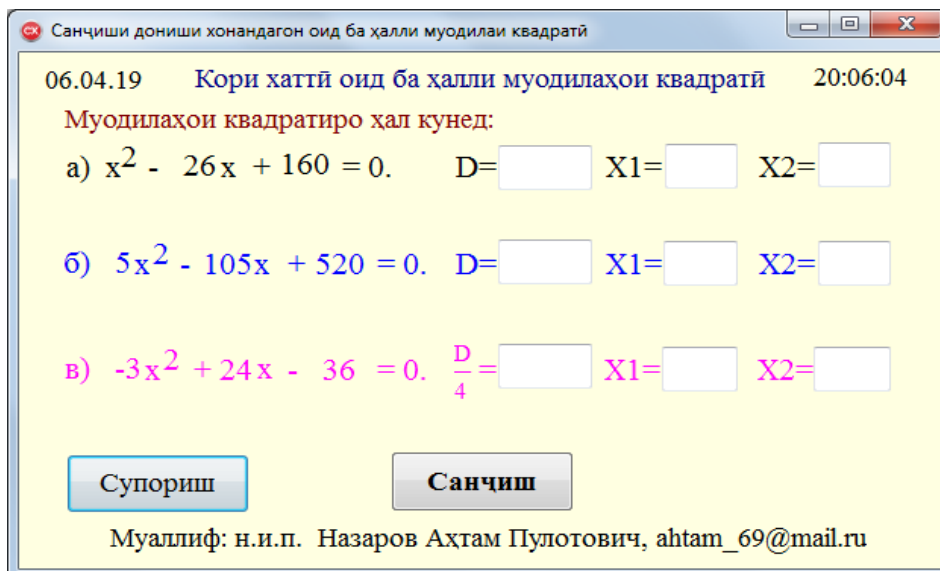 Санҷиши дониши хонандагон оид ба ҳалли муодилаи квадратӣ
06.04.19 Кори хаттӣ оид ба ҳалли муодилаҳои квадратӣ 20:06:04
Муодилаҳои квадратиро ҳал кунед:
а) x² - 26x + 160 = 0. D= X1= X2=
б) 5x² - 105x + 520 = 0. D= X1= X2=
в) -3x² + 24x - 36 = 0. D/4 = X1= X2=
Супориш Санҷиш
Муаллиф: н.и.п. Назаров Аҳтам Пулотович, ahtam_69@mail.ru